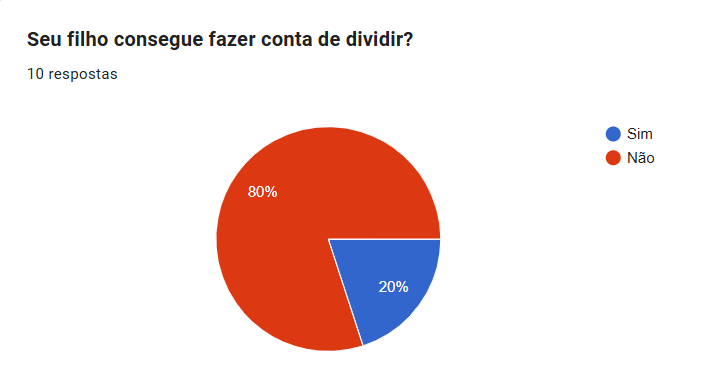 Seu filho consegue fazer conta de dividir?
10 respostas
Sim
Não
80%
20%